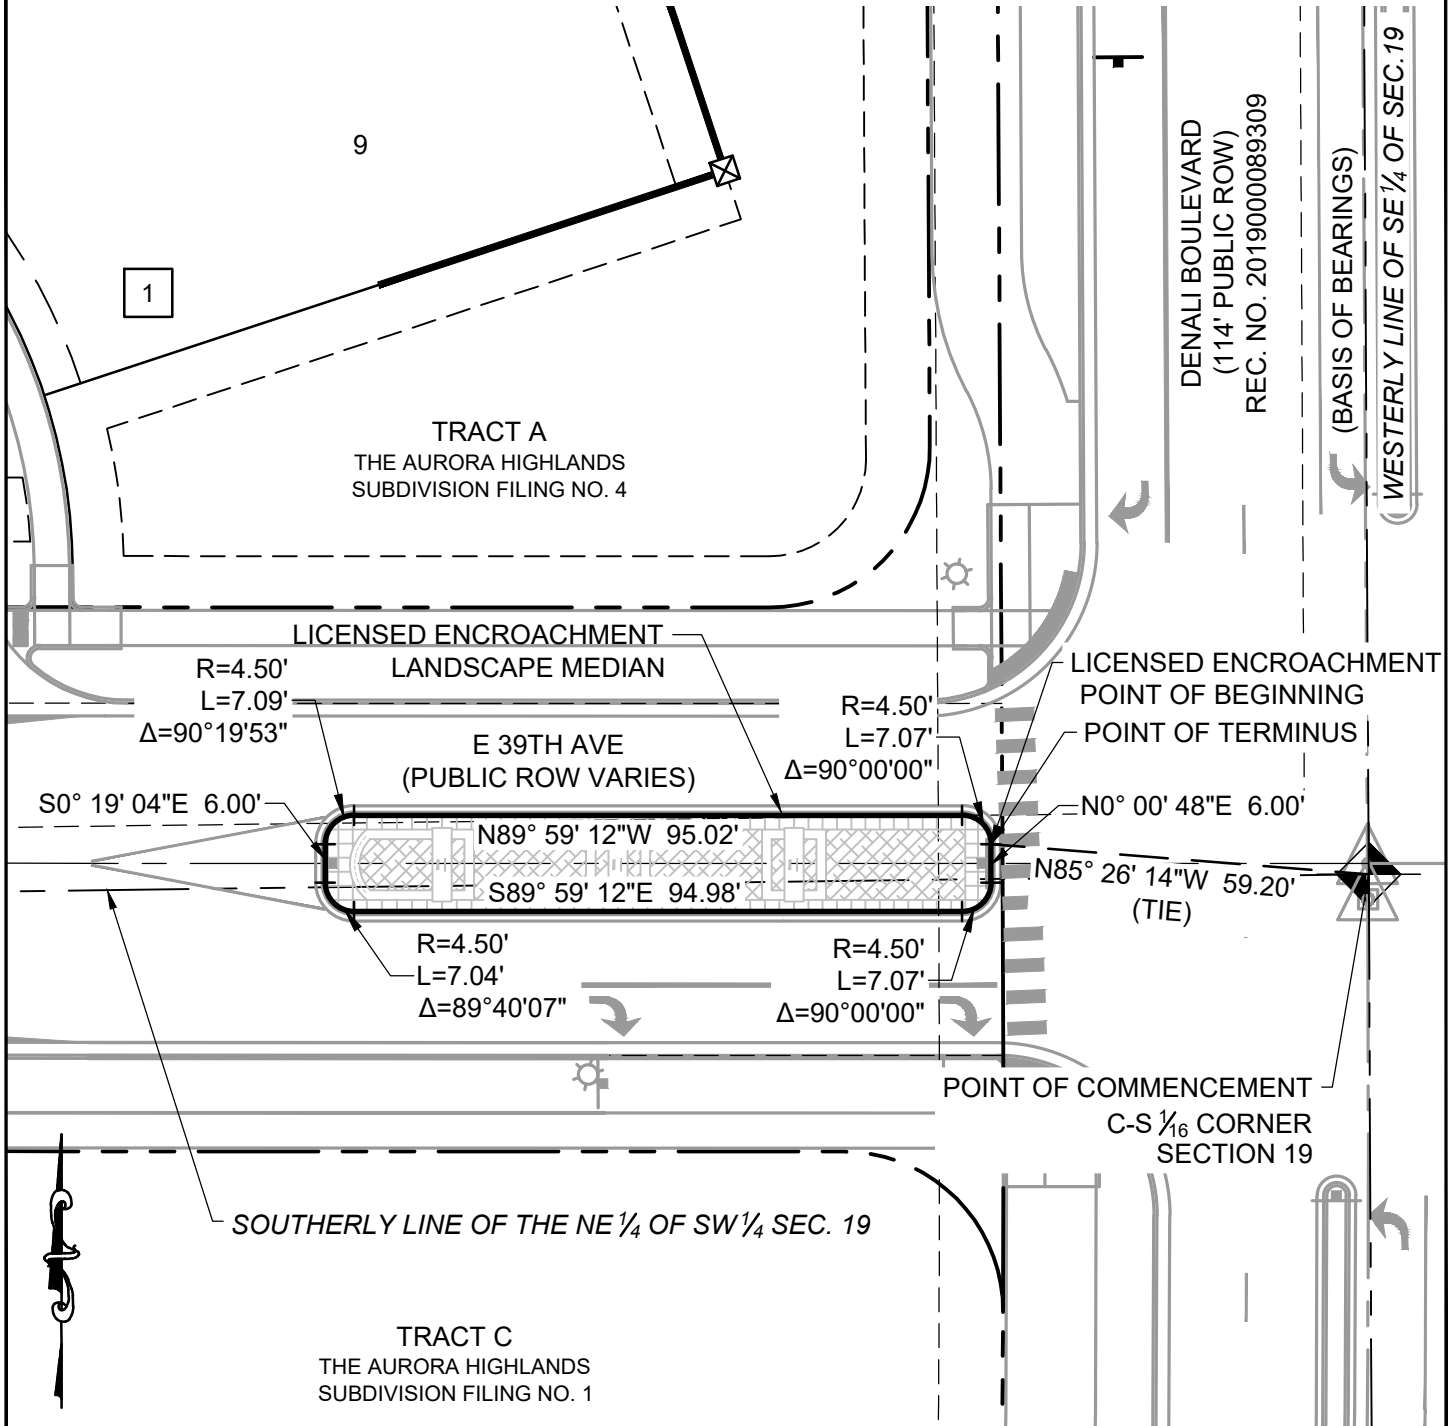 9
1
TRACT A
THE AURORA HIGHLANDS
SUBDIVISION FILING NO. 4
DENALI BOULEVARD
(114' PUBLIC ROW)
REC. NO. 2019000089309
(BASIS OF BEARINGS)
WESTERLY LINE OF SE 1/4 OF SEC.19
LICENSED ENCROACHMENT
LANDSCAPE MEDIAN
R=4.50'
L=7.09'
Δ=90°19'53"
E 39TH AVE
(PUBLIC ROW VARIES)
R=4.50'
L=7.07'
Δ=90°00'00"
LICENSED ENCROACHMENT
POINT OF BEGINNING
POINT OF TERMINUS
S0° 19' 04"E 6.00'
N0° 00' 48"E 6.00'
N89° 59' 12"W 95.02'
S89° 59' 12"E 94.98'
N85° 26' 14"W 59.20'
(TIE)
R=4.50'
L=7.04'
Δ=89°40'07"
R=4.50'
L=7.07'
Δ=90°00'00"
POINT OF COMMENCEMENT
C-S 1/16 CORNER
SECTION 19
SOUTHERLY LINE OF THE NE 1/4 OF SW 1/4 SEC. 19
TRACT C
THE AURORA HIGHLANDS
SUBDIVISION FILING NO. 1